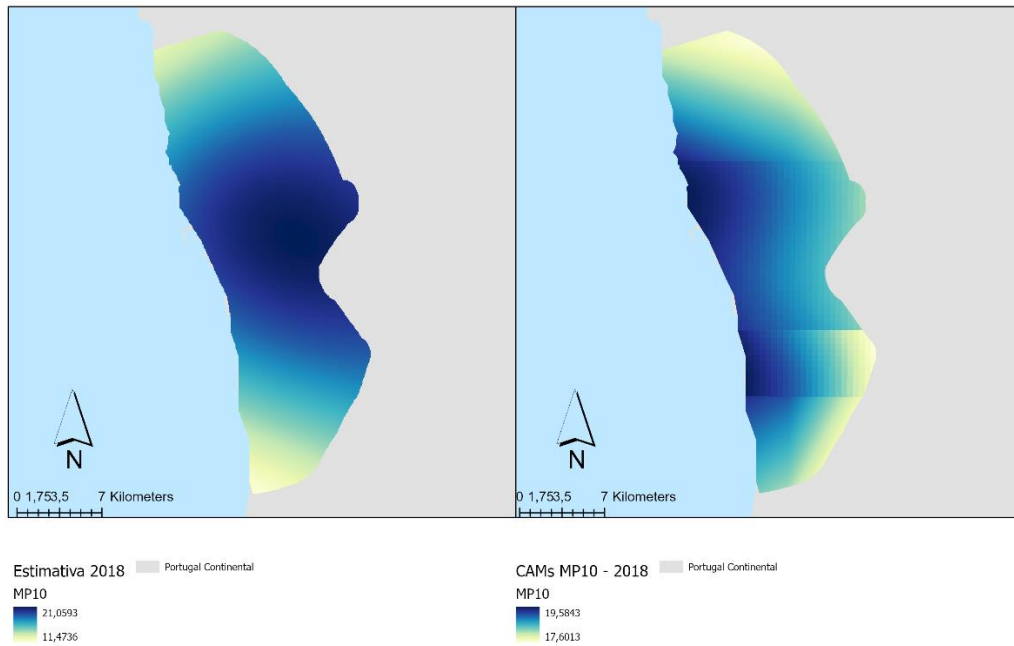 N
0 1,753,5 7 Kilometers
N
0 1,753,5 7 Kilometers
Estimativa 2018 Portugal Continental
MP10
21,0593
11,4736
CAMs MP10 - 2018 Portugal Continental
MP10
19,5843
17,6013